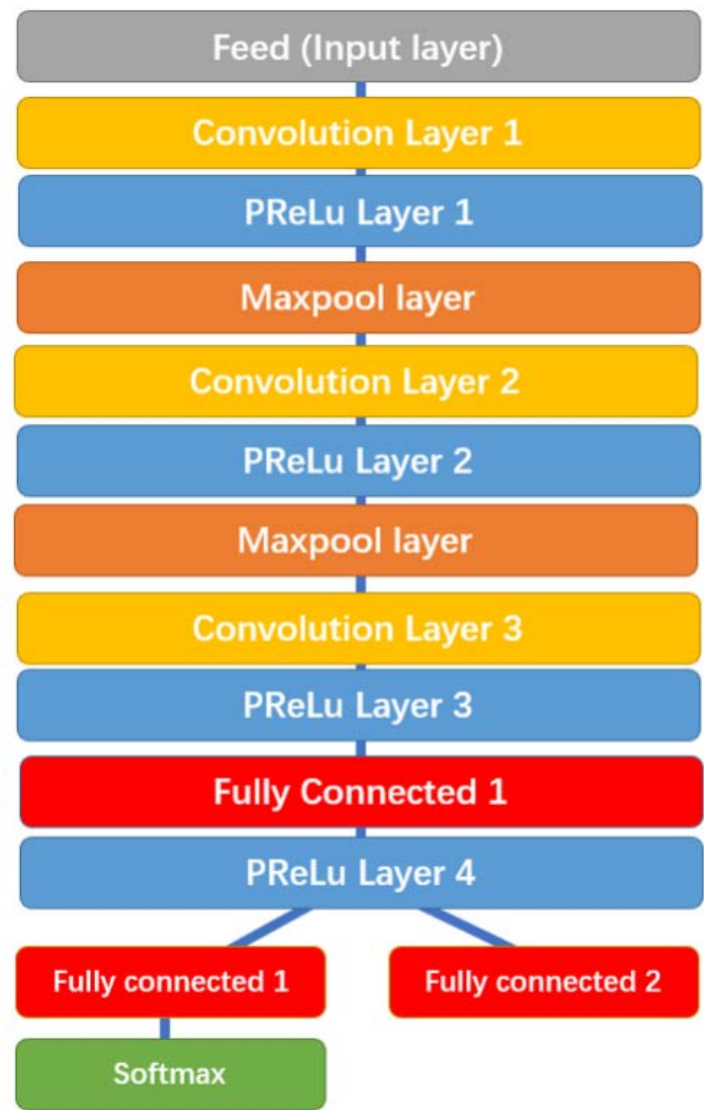 Feed (Input layer)
Convolution Layer 1
PReLu Layer 1
Maxpool layer
Convolution Layer 2
PReLu Layer 2
Maxpool layer
Convolution Layer 3
PReLu Layer 3
Fully Connected 1
PReLu Layer 4
Fully connected 1
Fully connected 2
Softmax